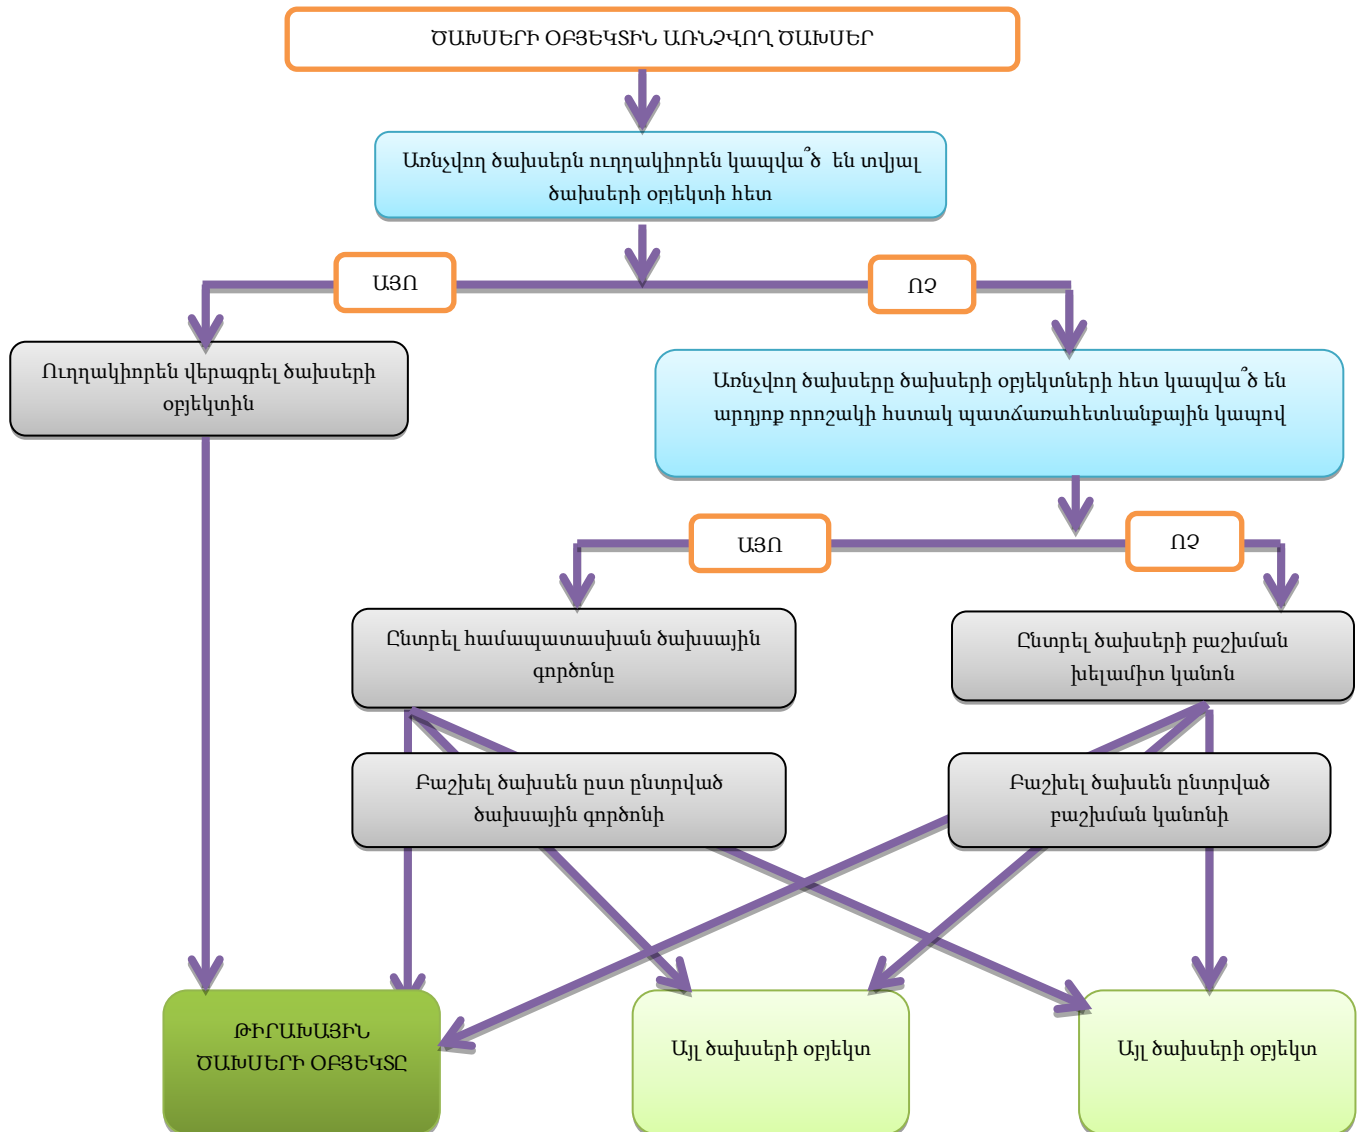 ԾԱԽՍԵՐԻ ՕԲՅԵԿՏԻՆ ԱՌՆՉՎՈՂ ԾԱԽՍԵՐ
Առնչվող ծախսերն ուղղակիորեն կապվա՞ծ են տվյալ
ծախսերի օբյեկտի հետ
ԱՅՈ
ՈՉ
Ուղղակիորեն վերագրել ծախսերի
օբյեկտին
Առնչվող ծախսերը ծախսերի օբյեկտների հետ կապվա՞ծ են
արդյոք որոշակի հստակ պատճառահետևանքային կապով
ԱՅՈ
ՈՉ
Ընտրել համապատասխան ծախսային
գործոնը
Ընտրել ծախսերի բաշխման
խելամիտ կանոն
Բաշխել ծախսեն ըստ ընտրված
ծախսային գործոնի
Բաշխել ծախսեն ընտրված
բաշխման կանոնի
ԹԻՐԱԽԱՅԻՆ
ԾԱԽՍԵՐԻ ՕԲՅԵԿՏԸ
Այլ ծախսերի օբյեկտ
Այլ ծախսերի օբյեկտ